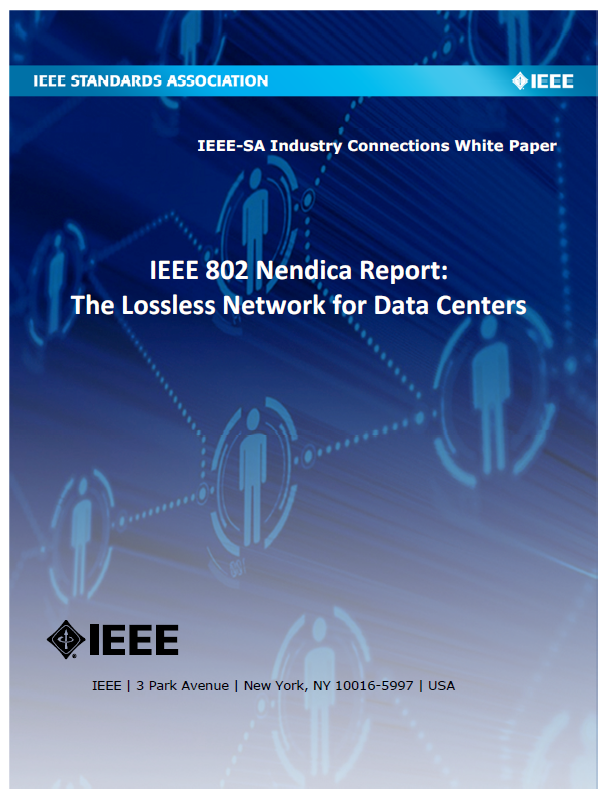 IEEE STANDARDS ASSOCIATION
IEEE
IEEE-SA Industry Connections White Paper
IEEE 802 Nendica Report:
The Lossless Network for Data Centers
IEEE
IEEE | 3 Park Avenue | New York, NY 10016-5997 | USA